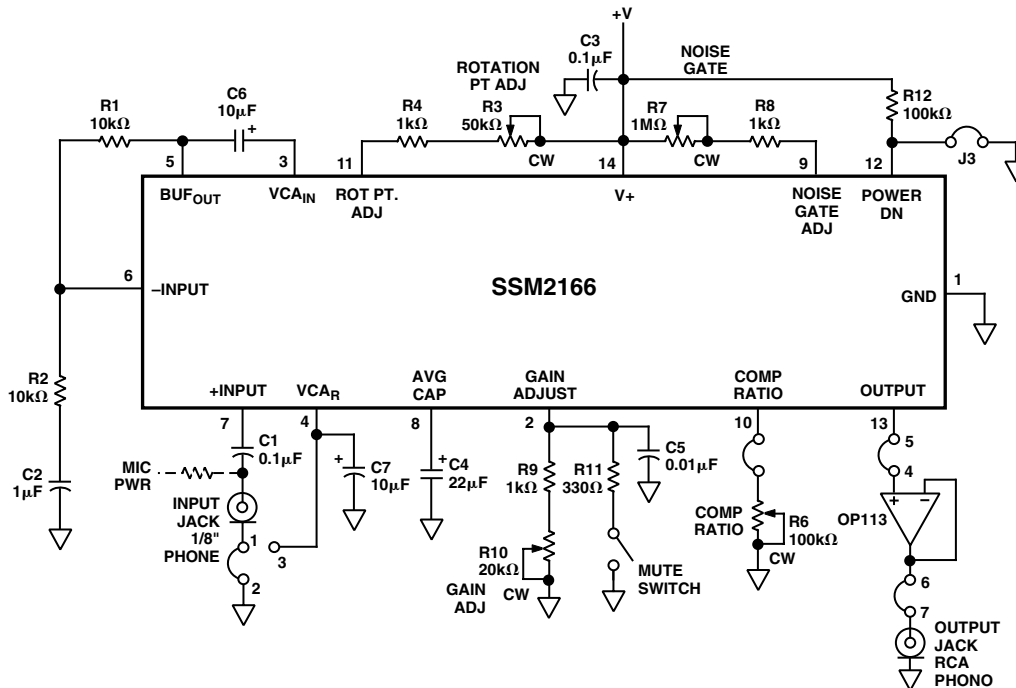 +V
C3
0.1µF
NOISE
GATE
ROTATION
PT ADJ
R1
10kΩ
C6
10µF
+
R4
1kΩ
R3
50kΩ
CW
R7
1MΩ
CW
R8
1kΩ
R12
100kΩ
J3
5
3
11
14
9
12
BUFOUT
VCAIN
ROT PT.
ADJ
V+
NOISE
GATE
ADJ
POWER
DN
6
–INPUT
SSM2166
1
GND
R2
10kΩ
+INPUT
VCAR
AVG
CAP
GAIN
ADJUST
COMP
RATIO
OUTPUT
7
4
8
2
10
13
C1
0.1µF
MIC
PWR
+
C7
10µF
+
C4
22µF
R9
1kΩ
R11
330Ω
C5
0.01µF
5
4
C2
1µF
INPUT
JACK
1/8"
PHONE
1
3
2
R10
20kΩ
GAIN
ADJ
CW
MUTE
SWITCH
COMP
RATIO
R6
100kΩ
CW
+
–
OP113
6
7
OUTPUT
JACK
RCA
PHONO